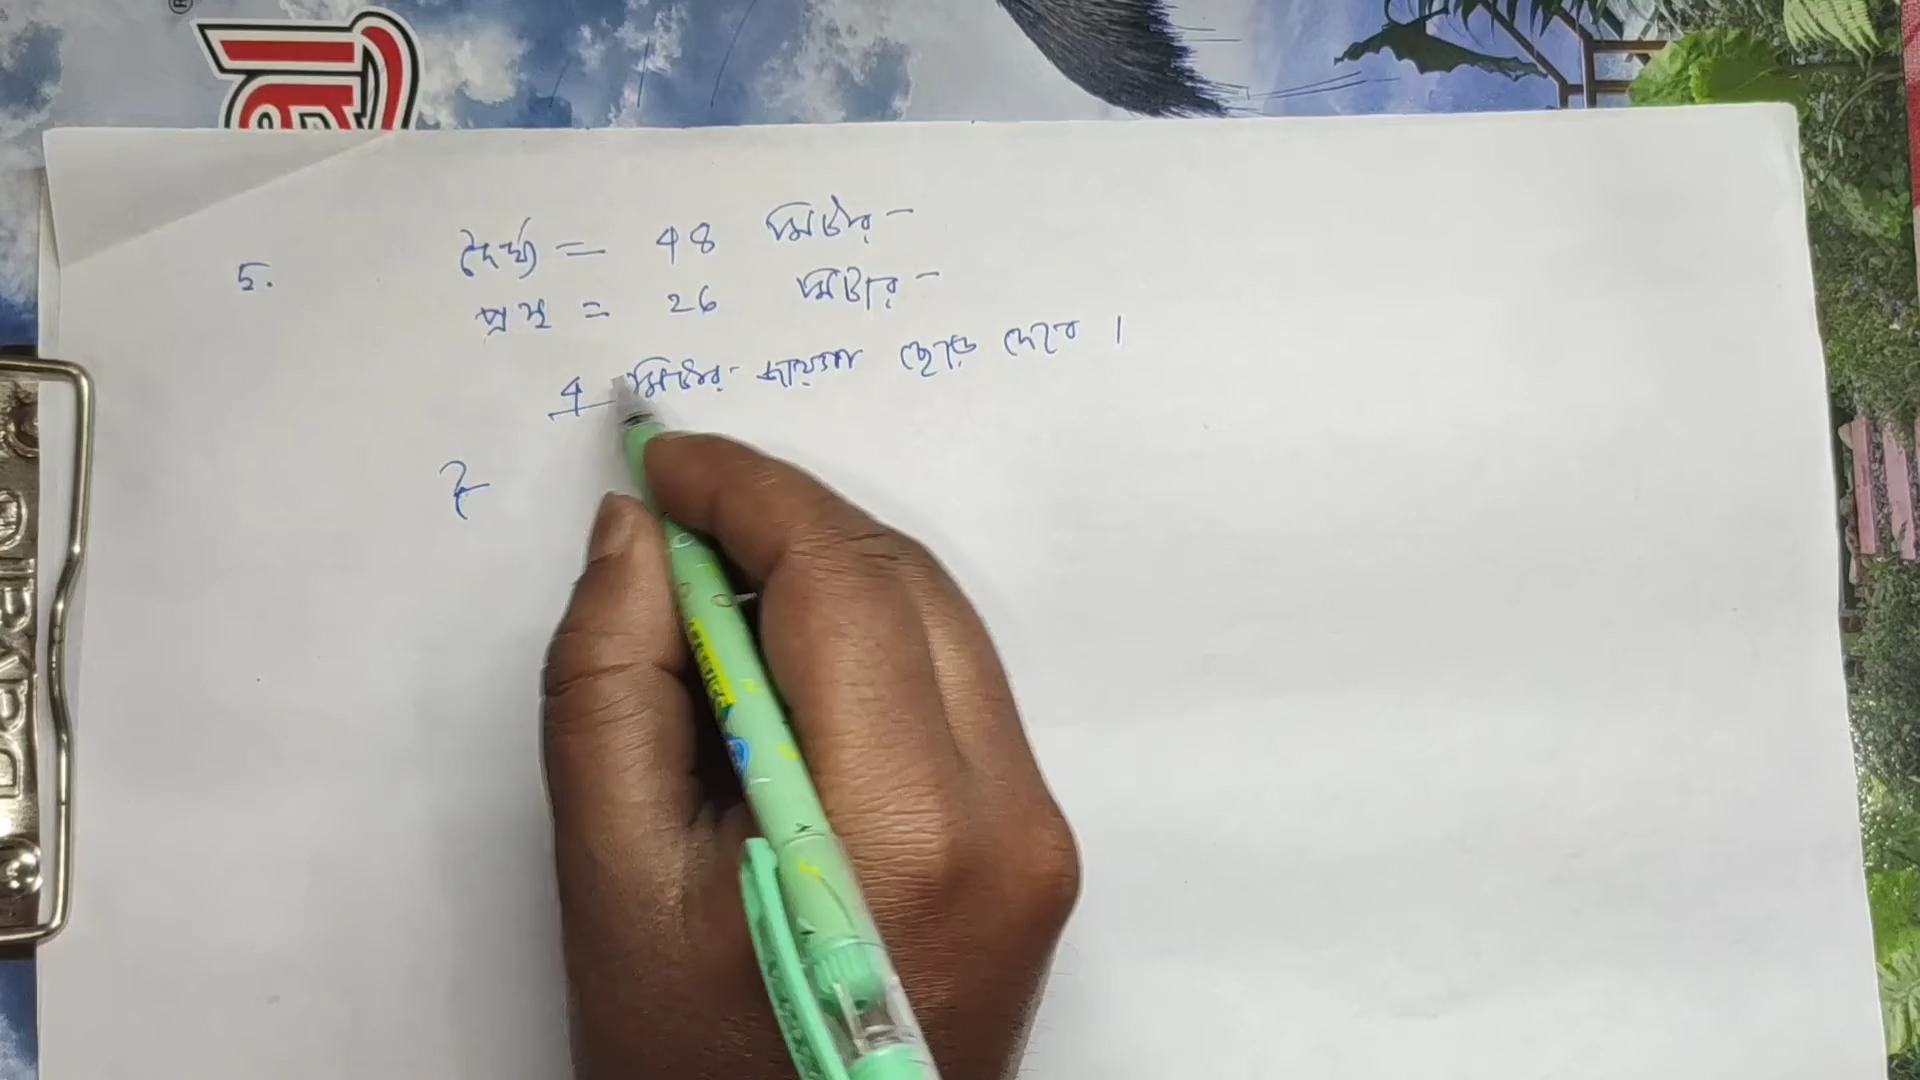 5.
দৈর্ঘ্য = 48 মিটার
প্রস্থ = 26 মিটার
4 মিটার জায়গা ছেড়ে দেবে ।